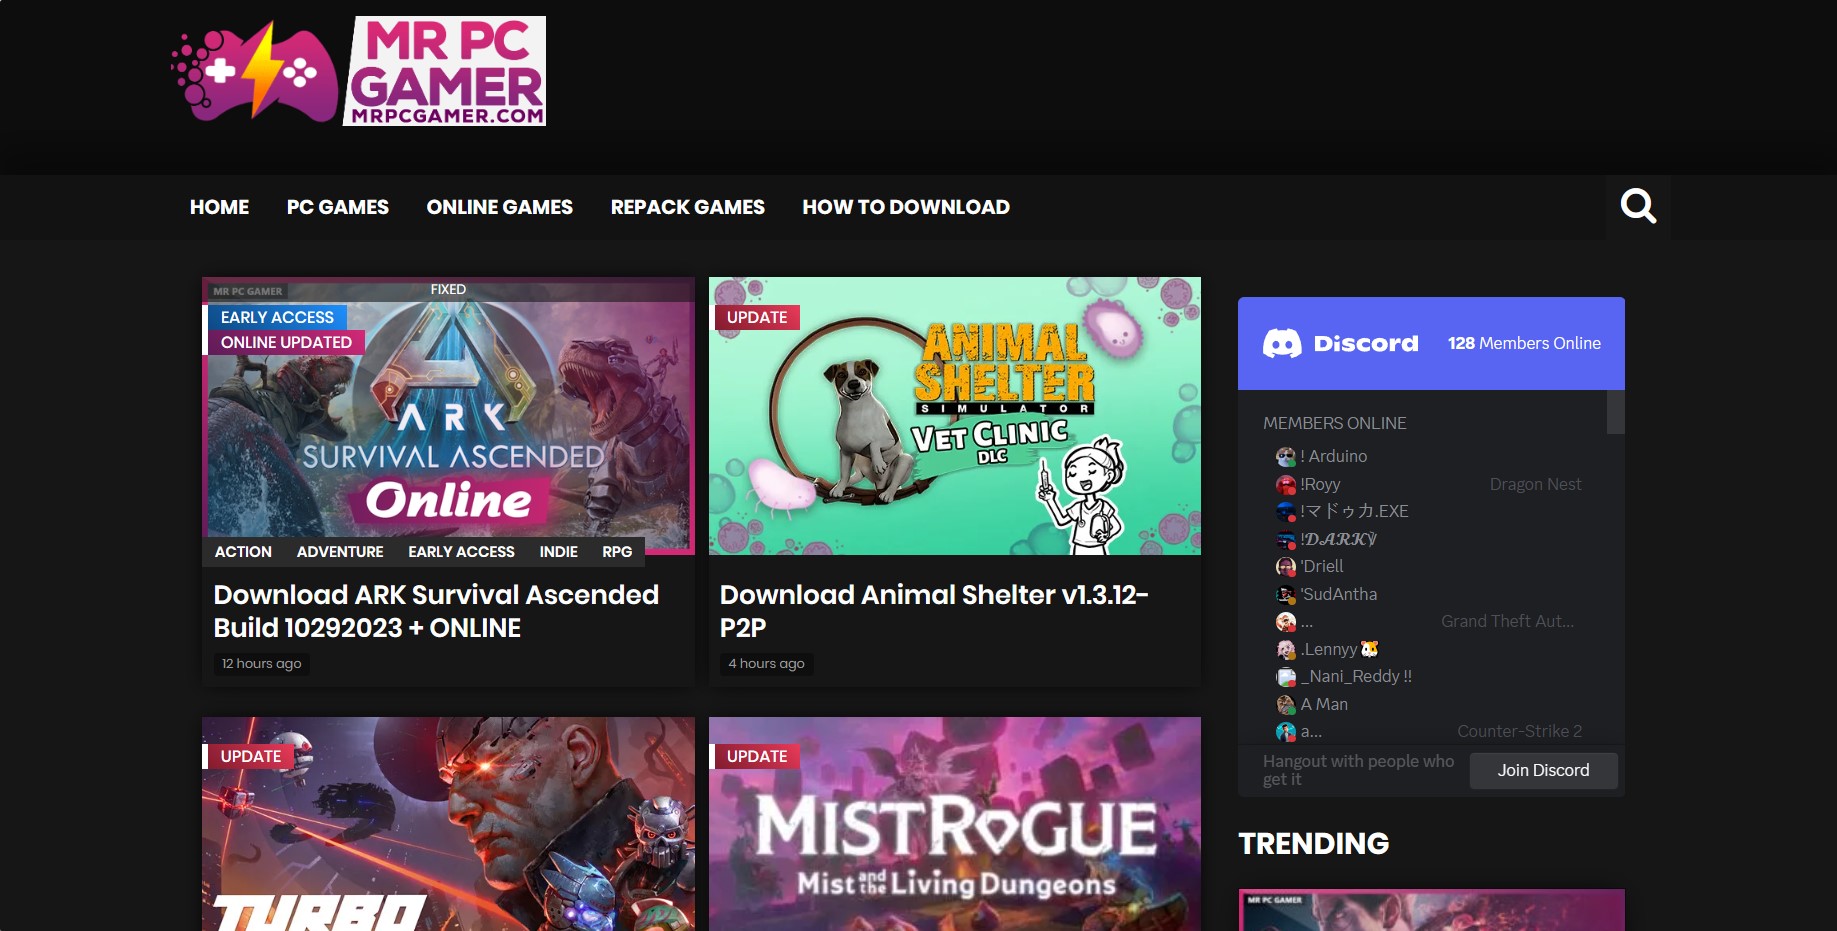 MR PC
GAMER
MRPCGAMER.COM
HOME PC GAMES ONLINE GAMES REPACK GAMES HOW TO DOWNLOAD
MR PC GAMER
FIXED
EARLY ACCESS
ONLINE UPDATED
ARK
SURVIVAL ASCENDED
Online
ACTION ADVENTURE EARLY ACCESS INDIE RPG
Download ARK Survival Ascended
Build 10292023 + ONLINE
12 hours ago
UPDATE
ANIMAL
SHELTER
SIMULATOR
VET CLINIC
DLC
Download Animal Shelter v1.3.12-
P2P
4 hours ago
UPDATE
TURBO
UPDATE
MISTROGUE
Mist and the Living Dungeons
Discord 128 Members Online
MEMBERS ONLINE
! Arduino
!Royy Dragon Nest
!マドゥカ.EXE
'Driell
'SudAntha
... Grand Theft Aut...
.Lennyy🐹
_Nani_Reddy !!
A Man
a... Counter-Strike 2
Hangout with people who
get it
Join Discord
TRENDING
MR PC GAMER